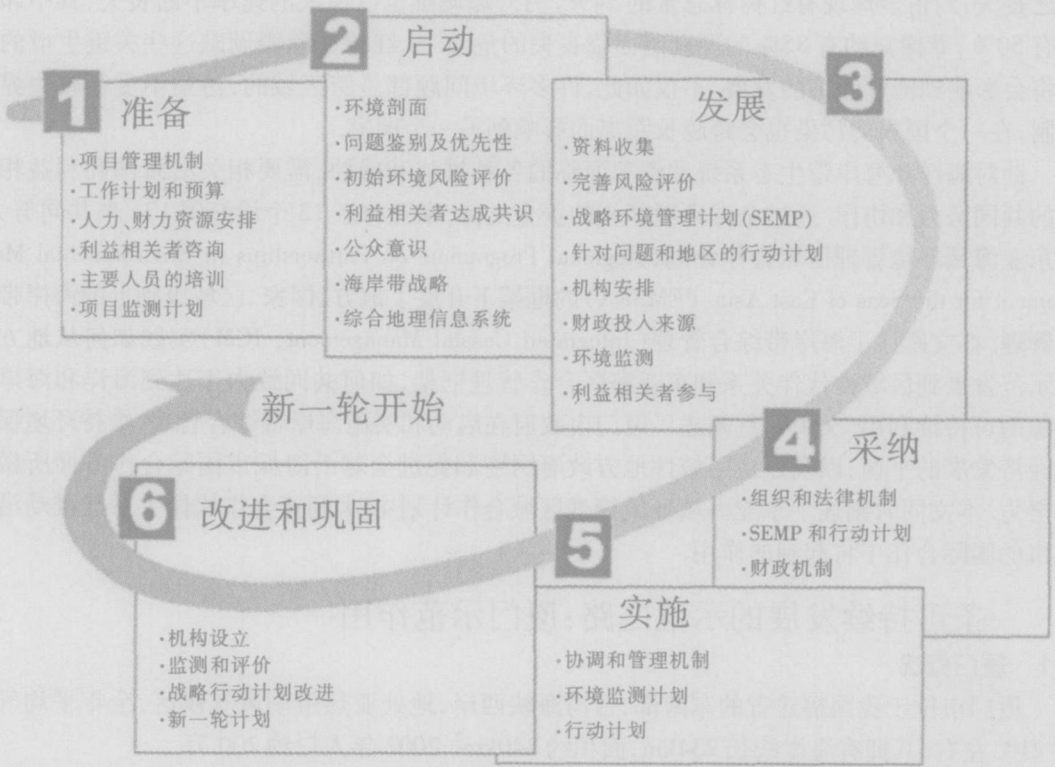 1 准备
·项目管理机制
·工作计划和预算
·人力、财力资源安排
·利益相关者咨询
·主要人员的培训
·项目监测计划
2 启动
·环境剖面
·问题鉴别及优先性
·初始环境风险评价
·利益相关者达成共识
·公众意识
·海岸带战略
·综合地理信息系统
3
发展
·资料收集
·完善风险评价
·战略环境管理计划(SEMP)
·针对问题和地区的行动计划
·机构安排
·财政投入来源
·环境监测
·利益相关者参与
4 采纳
·组织和法律机制
·SEMP 和行动计划
·财政机制
5
实施
·协调和管理机制
·环境监测计划
·行动计划
6 改进和巩固
·机构设立
·监测和评价
·战略行动计划改进
·新一轮计划
新一轮开始